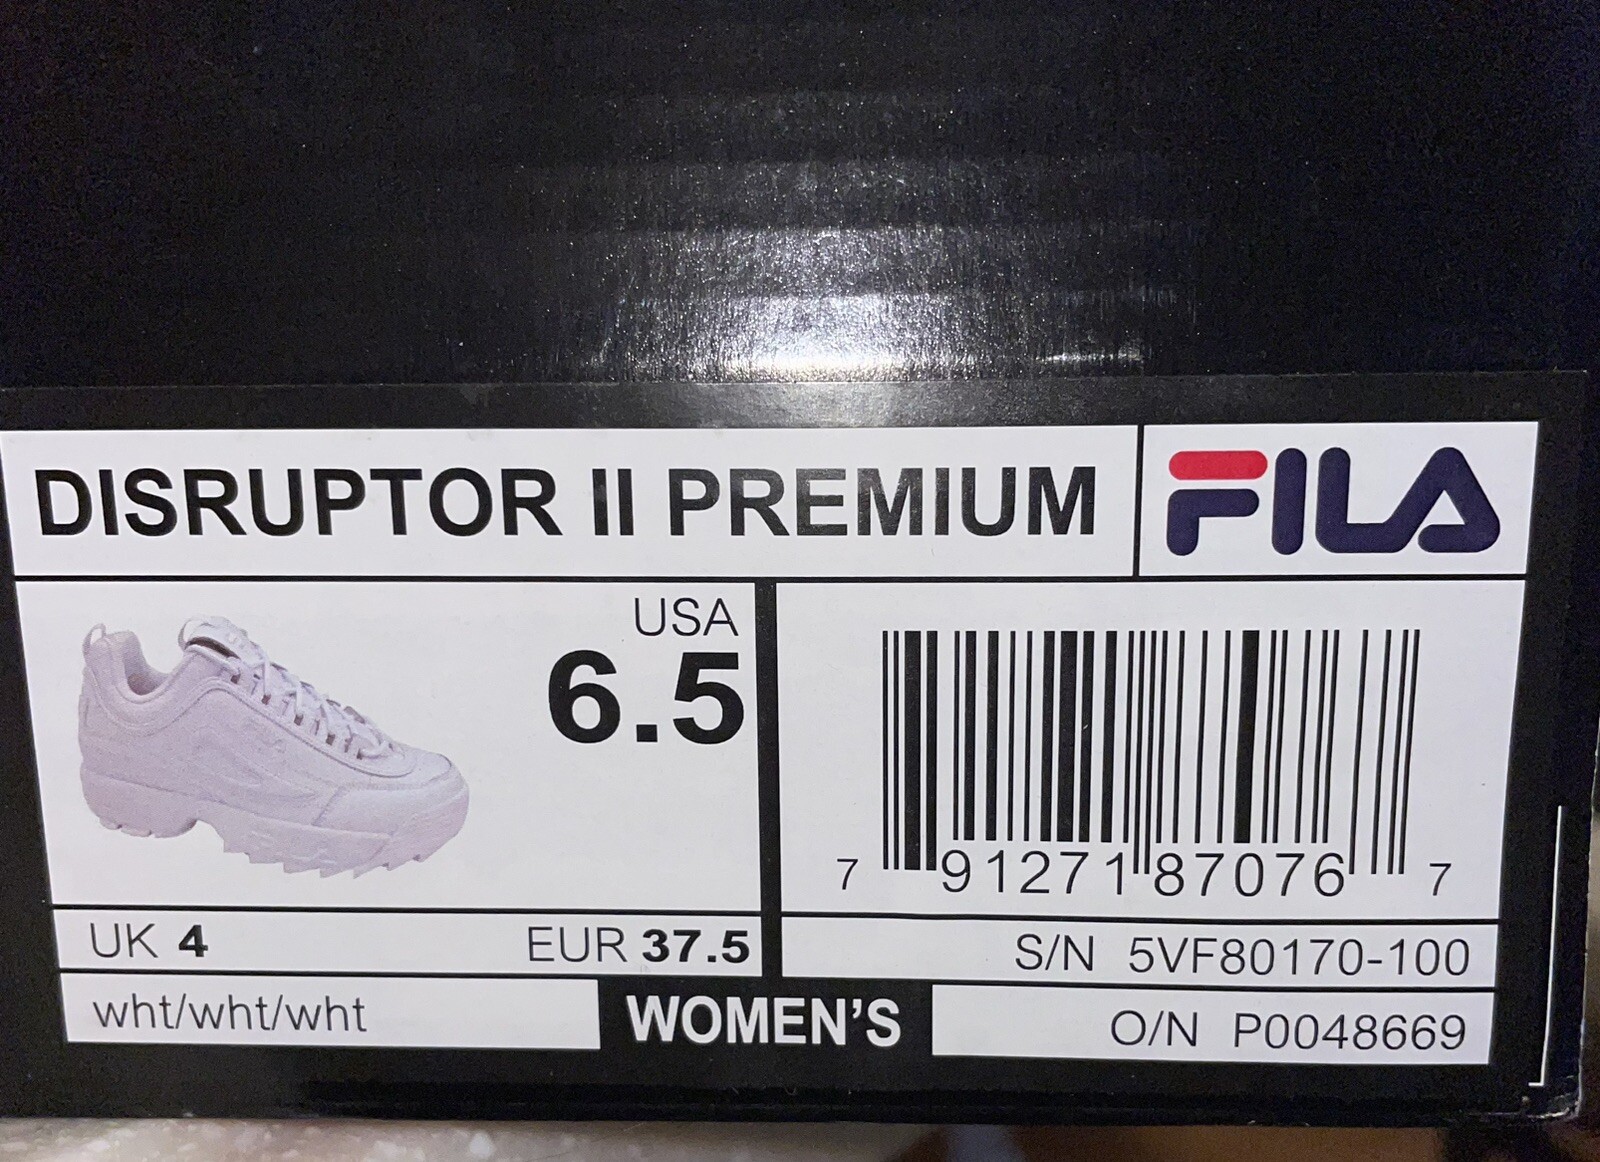 DISRUPTOR II PREMIUM
FILA
USA
6.5
7 91271 87076 7
UK 4
EUR 37.5
S/N 5VF80170-100
wht/wht/wht
WOMEN'S
O/N P0048669